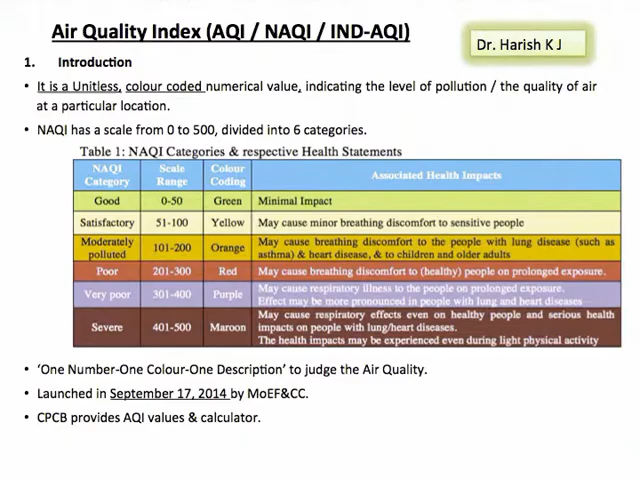 Air Quality Index (AQI / NAQI / IND-AQI)
Dr. Harish K J
1. Introduction
• It is a Unitless, colour coded numerical value, indicating the level of pollution / the quality of air
at a particular location.
• NAQI has a scale from 0 to 500, divided into 6 categories.
Table 1: NAQI Categories & respective Health Statements
NAQI Category | Scale Range | Colour Coding | Associated Health Impacts
Good | 0-50 | Green | Minimal Impact
Satisfactory | 51-100 | Yellow | May cause minor breathing discomfort to sensitive people
Moderately polluted | 101-200 | Orange | May cause breathing discomfort to the people with lung disease (such as
asthma) & heart disease, & to children and older adults
Poor | 201-300 | Red | May cause breathing discomfort to (healthy) people on prolonged exposure.
Very poor | 301-400 | Purple | May cause respiratory illness to the people on prolonged exposure.
Effect may be more pronounced in people with lung and heart diseases
Severe | 401-500 | Maroon | May cause respiratory effects even on healthy people and serious health
impacts on people with lung/heart diseases.
The health impacts may be experienced even during light physical activity
• ‘One Number-One Colour-One Description’ to judge the Air Quality.
• Launched in September 17, 2014 by MoEF&CC.
• CPCB provides AQI values & calculator.